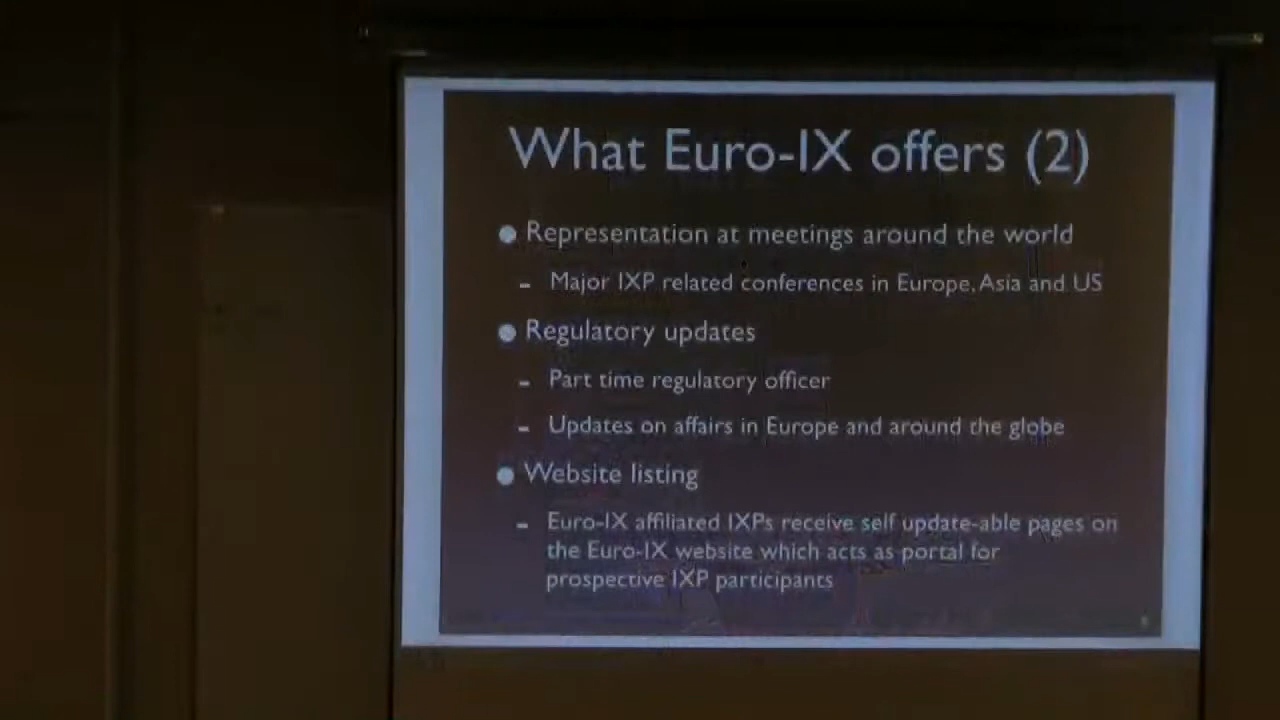 What Euro-IX offers (2)
● Representation at meetings around the world
– Major IXP related conferences in Europe, Asia and US
● Regulatory updates
– Part time regulatory officer
– Updates on affairs in Europe and around the globe
● Website listing
– Euro-IX affiliated IXPs receive self update-able pages on
the Euro-IX website which acts as portal for
prospective IXP participants